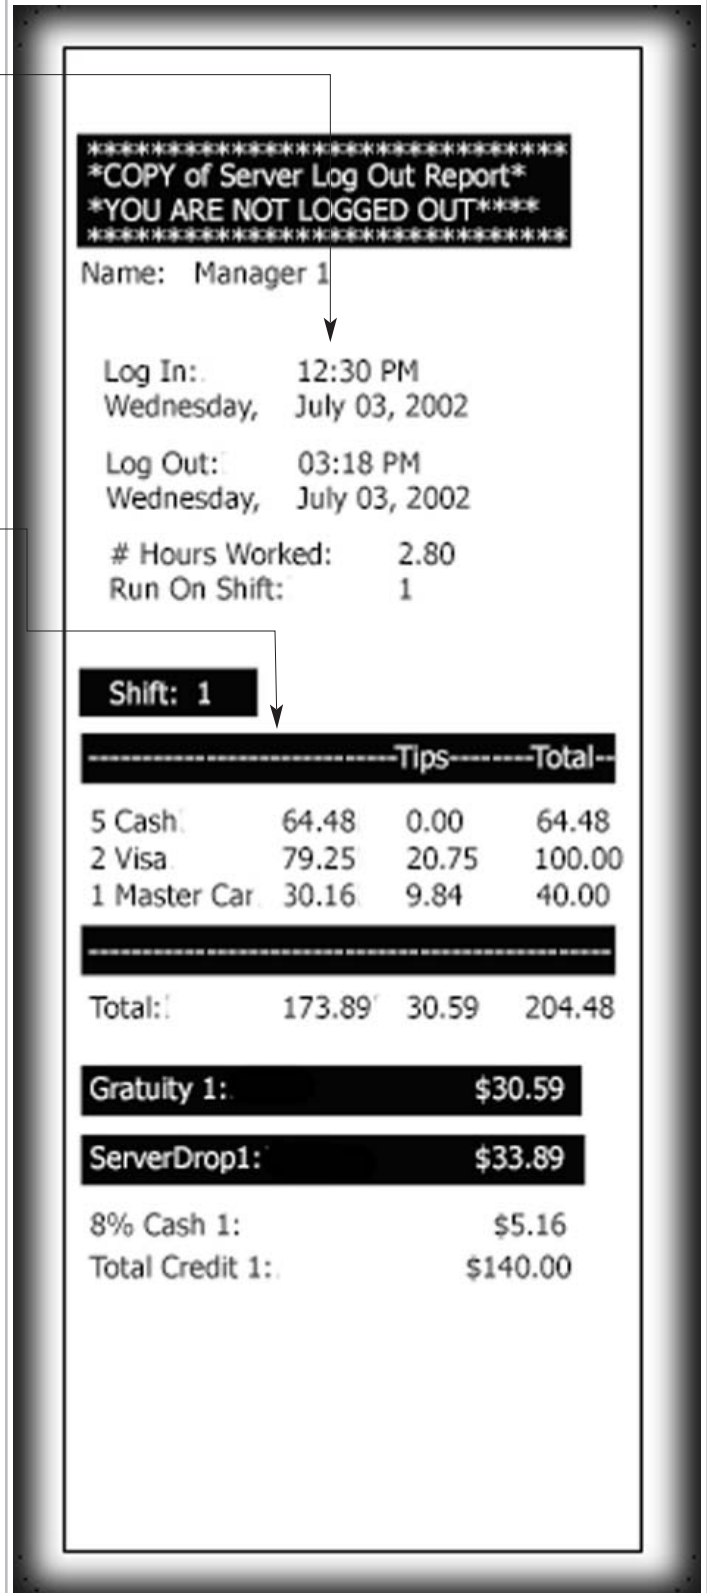 ******************************
*COPY of Server Log Out Report*
*YOU ARE NOT LOGGED OUT****
******************************
Name: Manager 1
Log In: 12:30 PM
Wednesday, July 03, 2002
Log Out: 03:18 PM
Wednesday, July 03, 2002
# Hours Worked: 2.80
Run On Shift: 1
Shift: 1
-----------------------------Tips--------Total--
5 Cash 64.48 0.00 64.48
2 Visa 79.25 20.75 100.00
1 Master Car 30.16 9.84 40.00
--------------------------------------------------
Total: 173.89 30.59 204.48
Gratuity 1: $30.59
ServerDrop1: $33.89
8% Cash 1: $5.16
Total Credit 1: $140.00